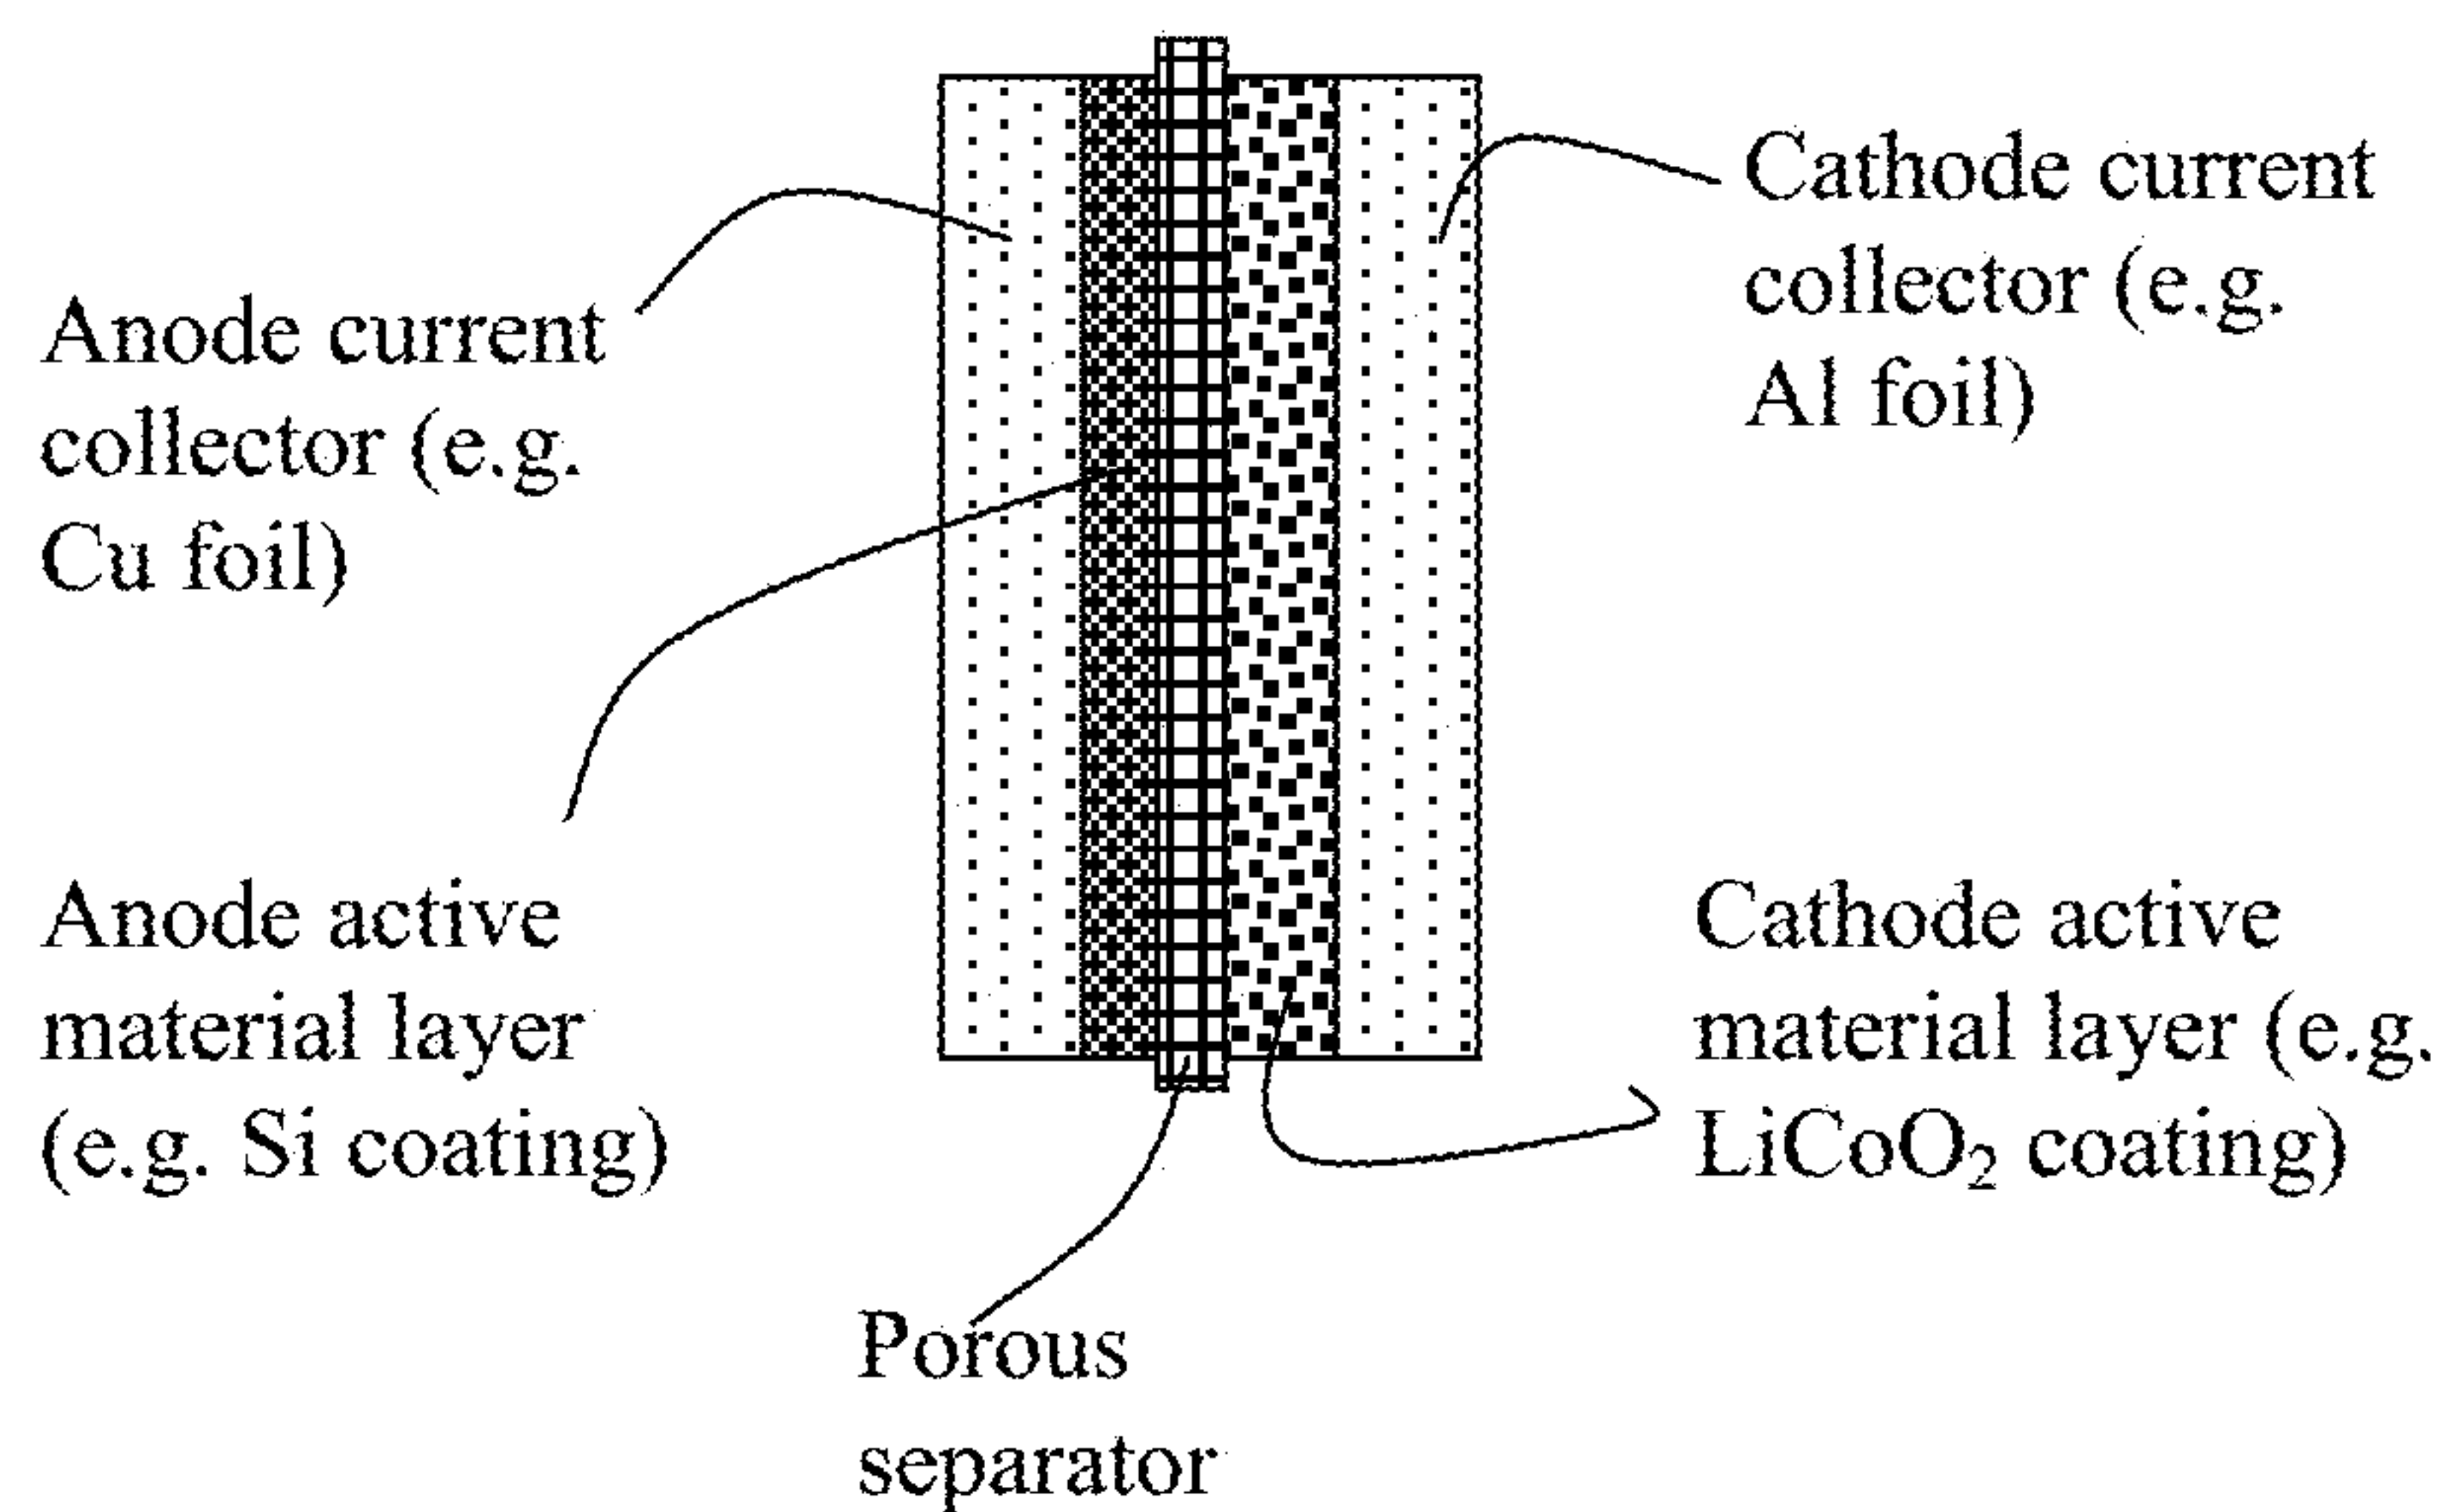 Anode current
collector (e.g.
Cu foil)
Cathode current
collector (e.g.
Al foil)
Anode active
material layer
(e.g. Si coating)
Cathode active
material layer (e.g.
LiCoO₂ coating)
Porous
separator